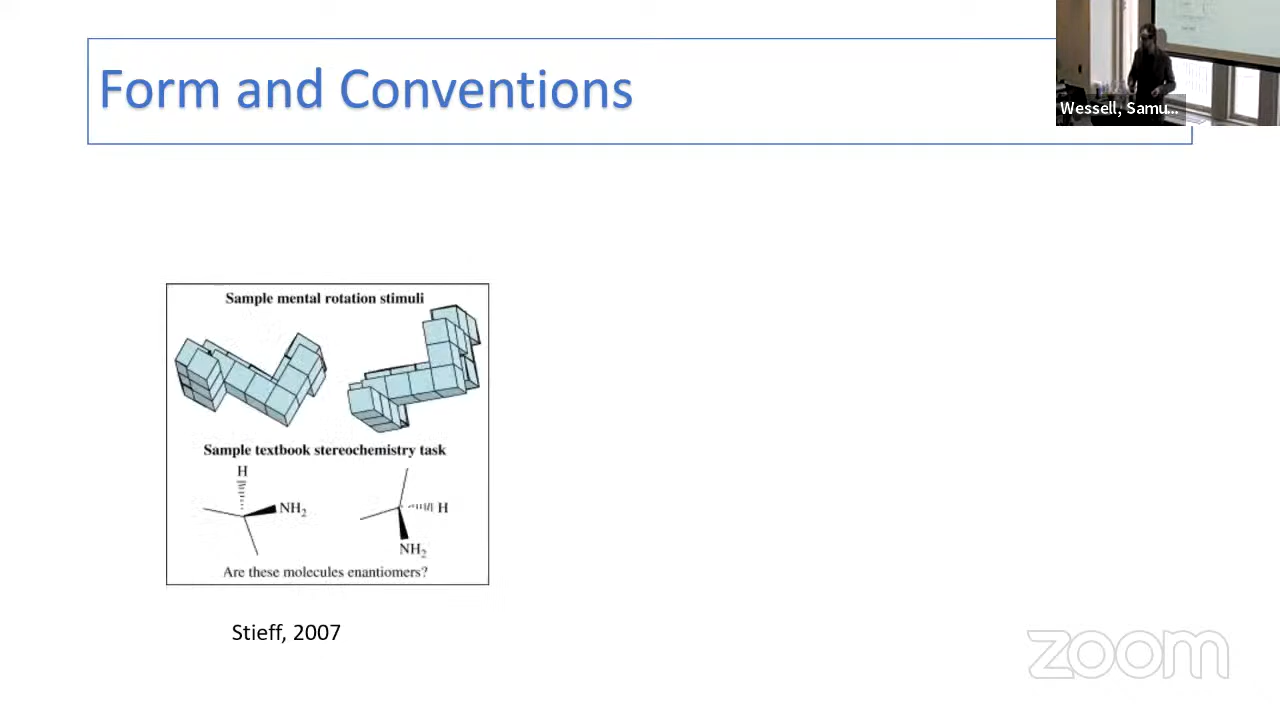 Form and Conventions
Wessell, Samu...
Sample mental rotation stimuli
Sample textbook stereochemistry task
H
NH2
H
NH2
Are these molecules enantiomers?
Stieff, 2007
zoom